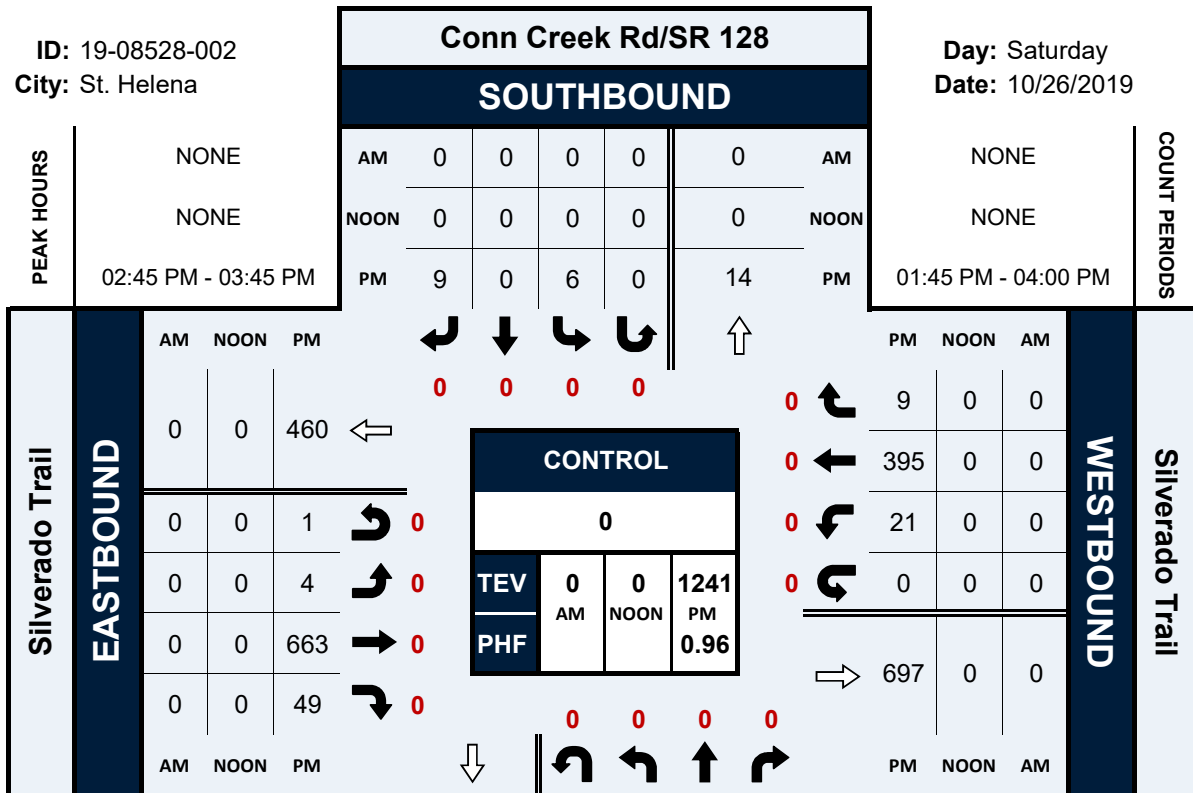 ID: 19-08528-002
City: St. Helena
Conn Creek Rd/SR 128
SOUTHBOUND
Day: Saturday
Date: 10/26/2019
PEAK HOURS
NONE
NONE
02:45 PM - 03:45 PM
AM 0 0 0 0 0 AM
NOON 0 0 0 0 0 NOON
PM 9 0 6 0 14 PM
NONE
NONE
01:45 PM - 04:00 PM
COUNT PERIODS
0 0 0 0
Silverado Trail
EASTBOUND
AM NOON PM
0 0 460
0 0 1 0
0 0 4 0
0 0 663 0
0 0 49 0
AM NOON PM
CONTROL
0
TEV 0 0 1241
AM NOON PM
PHF 0.96
PM NOON AM
0 9 0 0
0 395 0 0
0 21 0 0
0 0 0 0
697 0 0
PM NOON AM
WESTBOUND
Silverado Trail
0 0 0 0